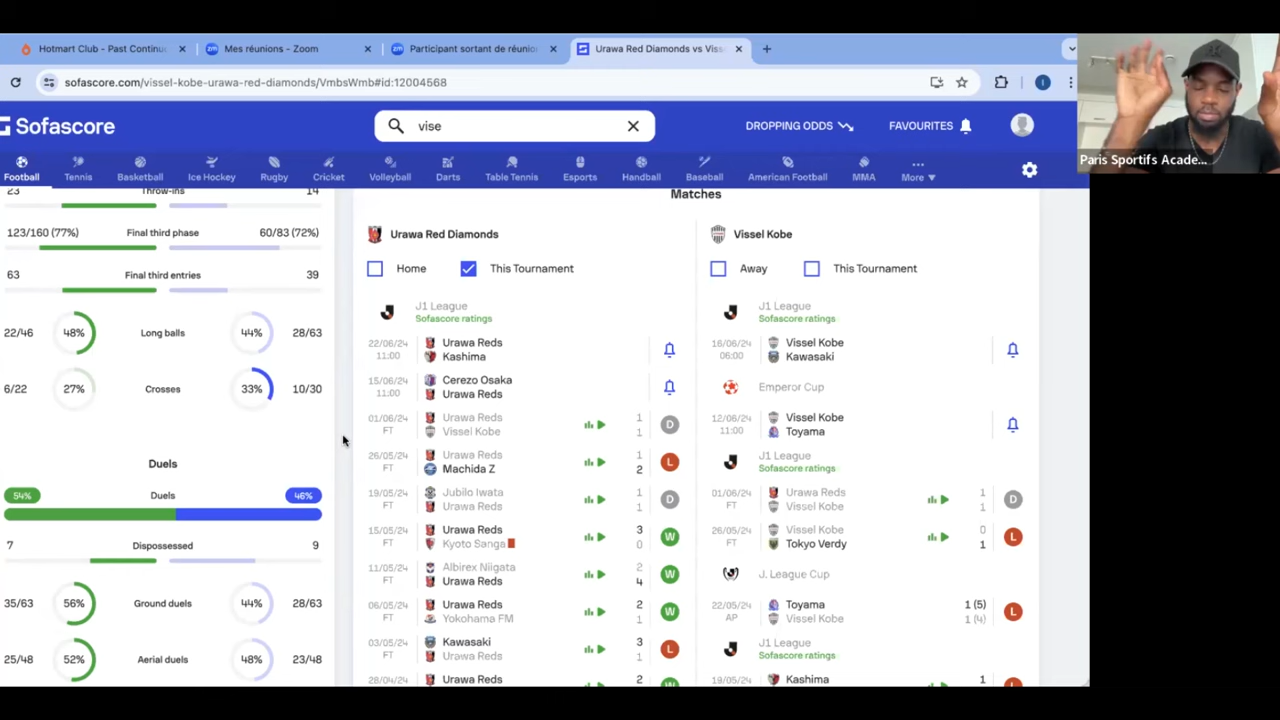 Hotmart Club - Past Continu
Mes réunions - Zoom
Participant sortant de réunio
Urawa Red Diamonds vs Viss
sofascore.com/vissel-kobe-urawa-red-diamonds/VmbsWmb#id:12004568
Sofascore
vise
DROPPING ODDS
FAVOURITES
Football
Tennis
Basketball
Ice Hockey
Rugby
Cricket
Volleyball
Darts
Table Tennis
Esports
Handball
Baseball
American Football
MMA
More
Paris Sportifs Acade...
23 Throw-ins 14
123/160 (77%) Final third phase 60/83 (72%)
63 Final third entries 39
22/46 48% Long balls 44% 28/63
6/22 27% Crosses 33% 10/30
Duels
54% Duels 46%
7 Dispossessed 9
35/63 56% Ground duels 44% 28/63
25/48 52% Aerial duels 48% 23/48
Matches
Urawa Red Diamonds
Home This Tournament
J1 League
Sofascore ratings
22/06/24 Urawa Reds
11:00 Kashima
15/06/24 Cerezo Osaka
11:00 Urawa Reds
01/06/24 Urawa Reds 1
FT Vissel Kobe 1 D
26/05/24 Urawa Reds 1
FT Machida Z 2 L
19/05/24 Jubilo Iwata 1
FT Urawa Reds 1 D
15/05/24 Urawa Reds 3
FT Kyoto Sanga 0 W
11/05/24 Albirex Niigata 2
FT Urawa Reds 4 W
06/05/24 Urawa Reds 2
FT Yokohama FM 1 W
03/05/24 Kawasaki 3
FT Urawa Reds 1 L
28/04/24 Urawa Reds 2 W
Vissel Kobe
Away This Tournament
J1 League
Sofascore ratings
16/06/24 Vissel Kobe
06:00 Kawasaki
Emperor Cup
12/06/24 Vissel Kobe
11:00 Toyama
J1 League
Sofascore ratings
01/06/24 Urawa Reds 1
FT Vissel Kobe 1 D
26/05/24 Vissel Kobe 0
FT Tokyo Verdy 1 L
J. League Cup
22/05/24 Toyama 1 (5)
AP Vissel Kobe 1 (4) L
J1 League
Sofascore ratings
19/05/24 Kashima 1